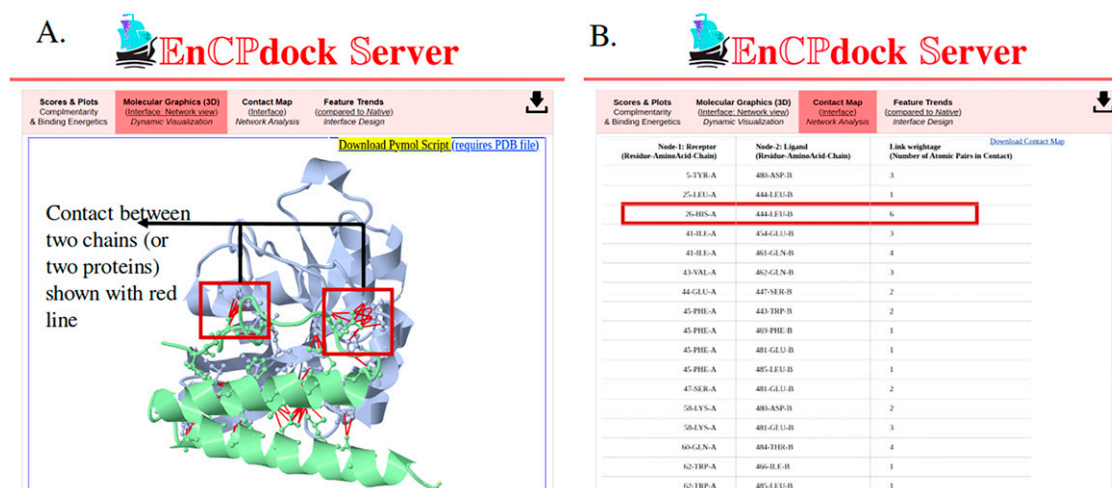 A.
EnCPdock Server
Scores & Plots
Complmentarity
& Binding Energetics
Molecular Graphics (3D)
(Interface: Network view)
Dynamic Visualization
Contact Map
(Interface)
Network Analysis
Feature Trends
(compared to Native)
Interface Design
Download Pymol Script (requires PDB file)
Contact between
two chains (or
two proteins)
shown with red
line
B.
EnCPdock Server
Scores & Plots
Complmentarity
& Binding Energetics
Molecular Graphics (3D)
(Interface: Network view)
Dynamic Visualization
Contact Map
(Interface)
Network Analysis
Feature Trends
(compared to Native)
Interface Design
Download Contact Map
Node-1: Receptor
(Residue-AminoAcid-Chain)
Node-2: Ligand
(Residue-AminoAcid-Chain)
Link weightage
(Number of Atomic Pairs in Contact)
5-TYR-A 480-ASP-B 3
25-LEU-A 444-LEU-B 1
26-HIS-A 444-LEU-B 6
41-ILE-A 454-GLU-B 3
41-ILE-A 461-GLN-B 4
43-VAL-A 462-GLN-B 3
44-GLU-A 447-SER-B 2
45-PHE-A 443-TRP-B 2
45-PHE-A 469-PHE-B 1
45-PHE-A 481-GLU-B 1
45-PHE-A 485-LEU-B 1
47-SER-A 481-GLU-B 2
58-LYS-A 480-ASP-B 2
58-LYS-A 481-GLU-B 3
60-GLN-A 484-THR-B 4
62-TRP-A 466-ILE-B 1
62-TRP-A 485-LEU-B 1